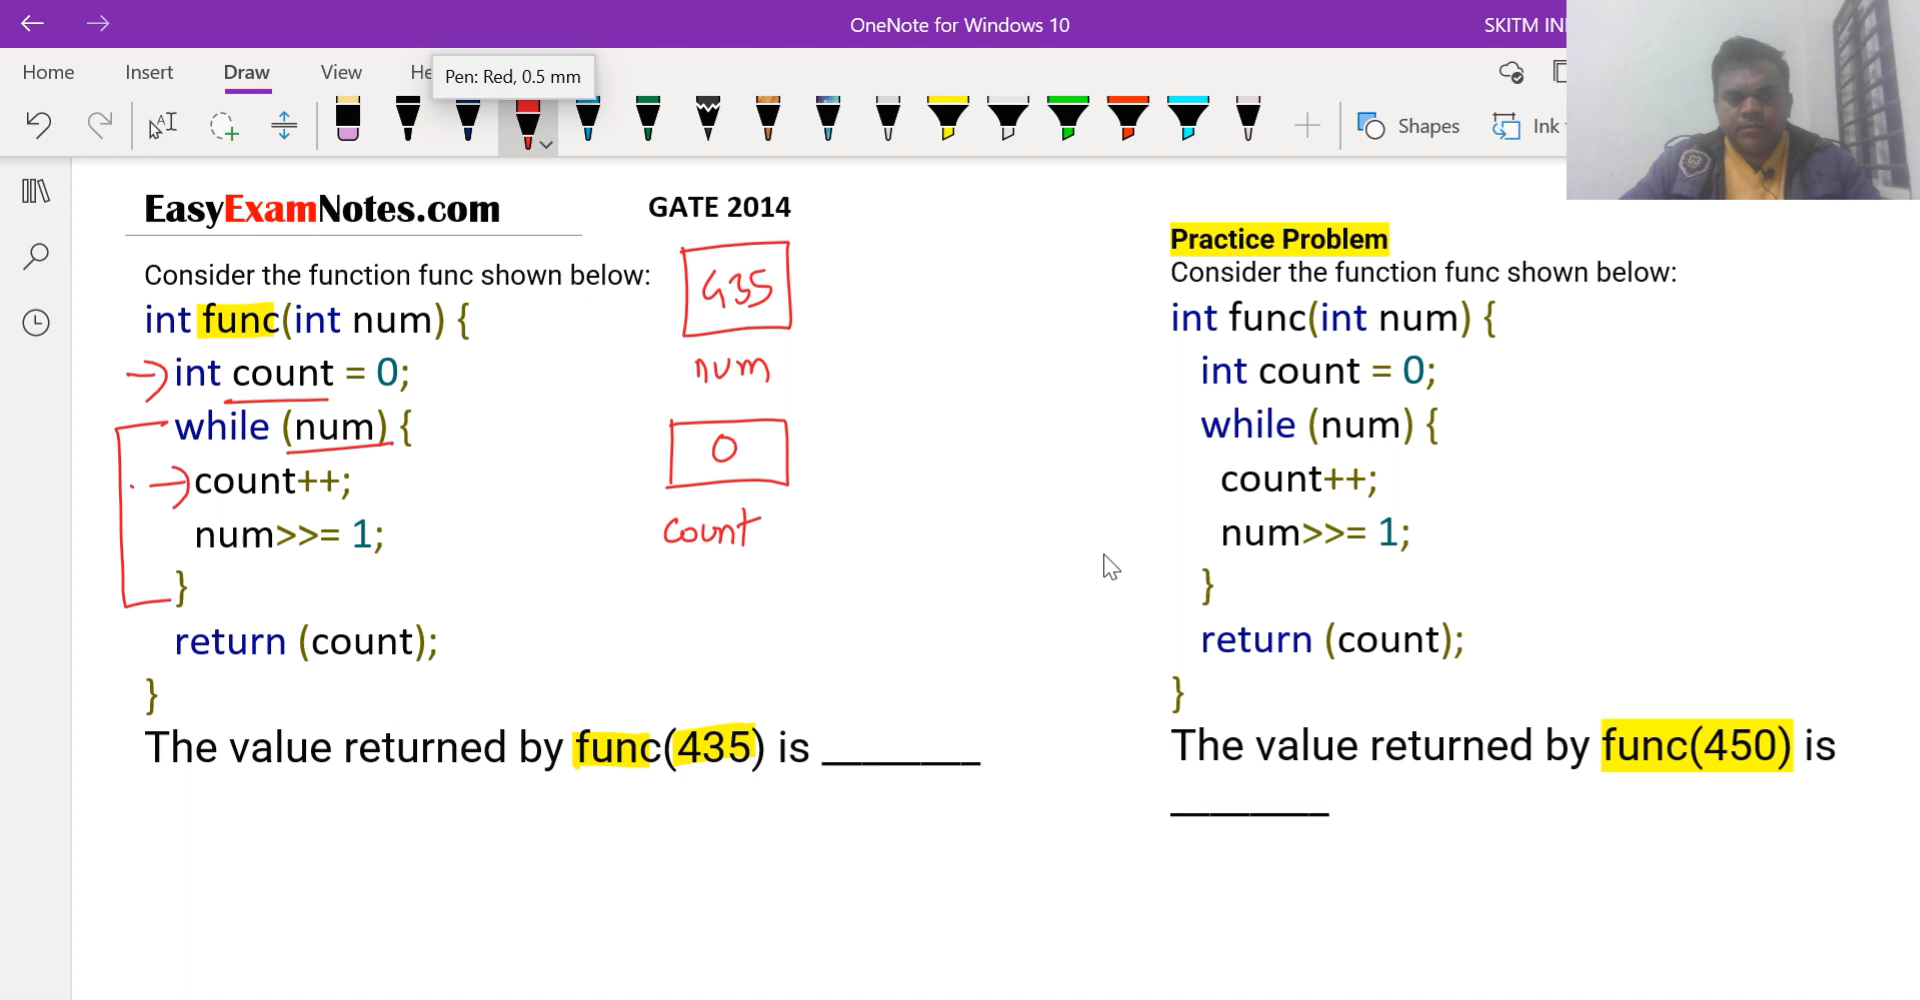 OneNote for Windows 10
SKITM IN
Home Insert Draw View He
Pen: Red, 0.5 mm
Shapes
Ink
EasyExamNotes.com
GATE 2014
Consider the function func shown below:
int func(int num) {
int count = 0;
while (num) {
count++;
num>>= 1;
}
return (count);
}
The value returned by func(435) is _______
435
num
0
count
Practice Problem
Consider the function func shown below:
int func(int num) {
int count = 0;
while (num) {
count++;
num>>= 1;
}
return (count);
}
The value returned by func(450) is
_______